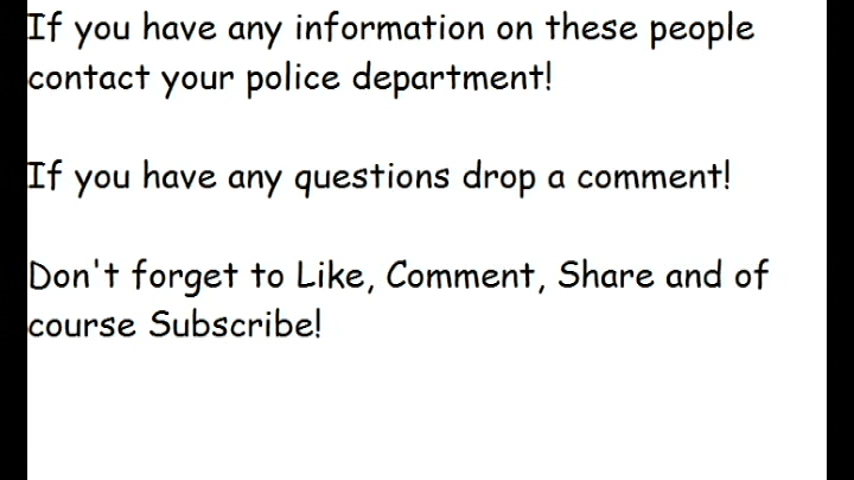 If you have any information on these people
contact your police department!
If you have any questions drop a comment!
Don't forget to Like, Comment, Share and of
course Subscribe!